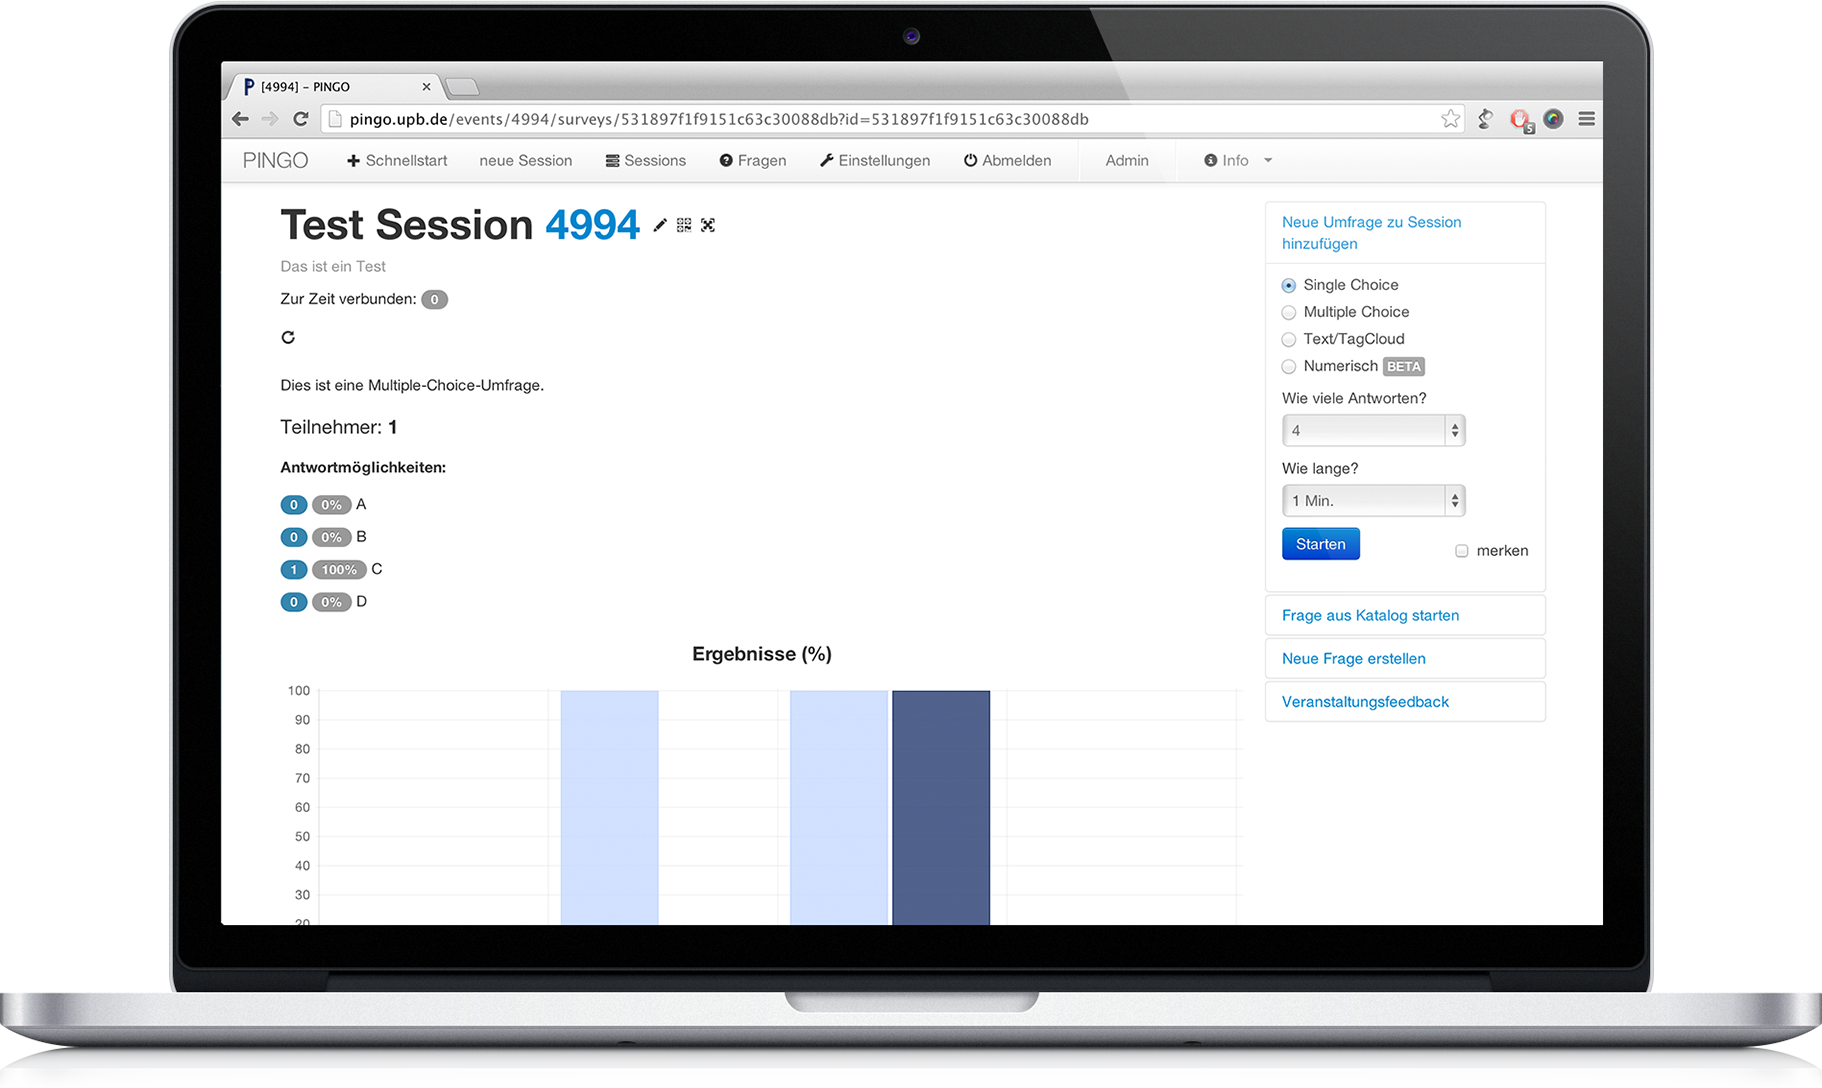 [4994] – PINGO
pingo.upb.de/events/4994/surveys/531897f1f9151c63c30088db?id=531897f1f9151c63c30088db
5
PINGO Schnellstart neue Session Sessions Fragen Einstellungen Abmelden Admin Info
Test Session 4994
Das ist ein Test
Zur Zeit verbunden: 0
Dies ist eine Multiple-Choice-Umfrage.
Teilnehmer: 1
Antwortmöglichkeiten:
0 0% A
0 0% B
1 100% C
0 0% D
Ergebnisse (%)
100
90
80
70
60
50
40
30
20
Neue Umfrage zu Session
hinzufügen
Single Choice
Multiple Choice
Text/TagCloud
Numerisch BETA
Wie viele Antworten?
4
Wie lange?
1 Min.
Starten merken
Frage aus Katalog starten
Neue Frage erstellen
Veranstaltungsfeedback